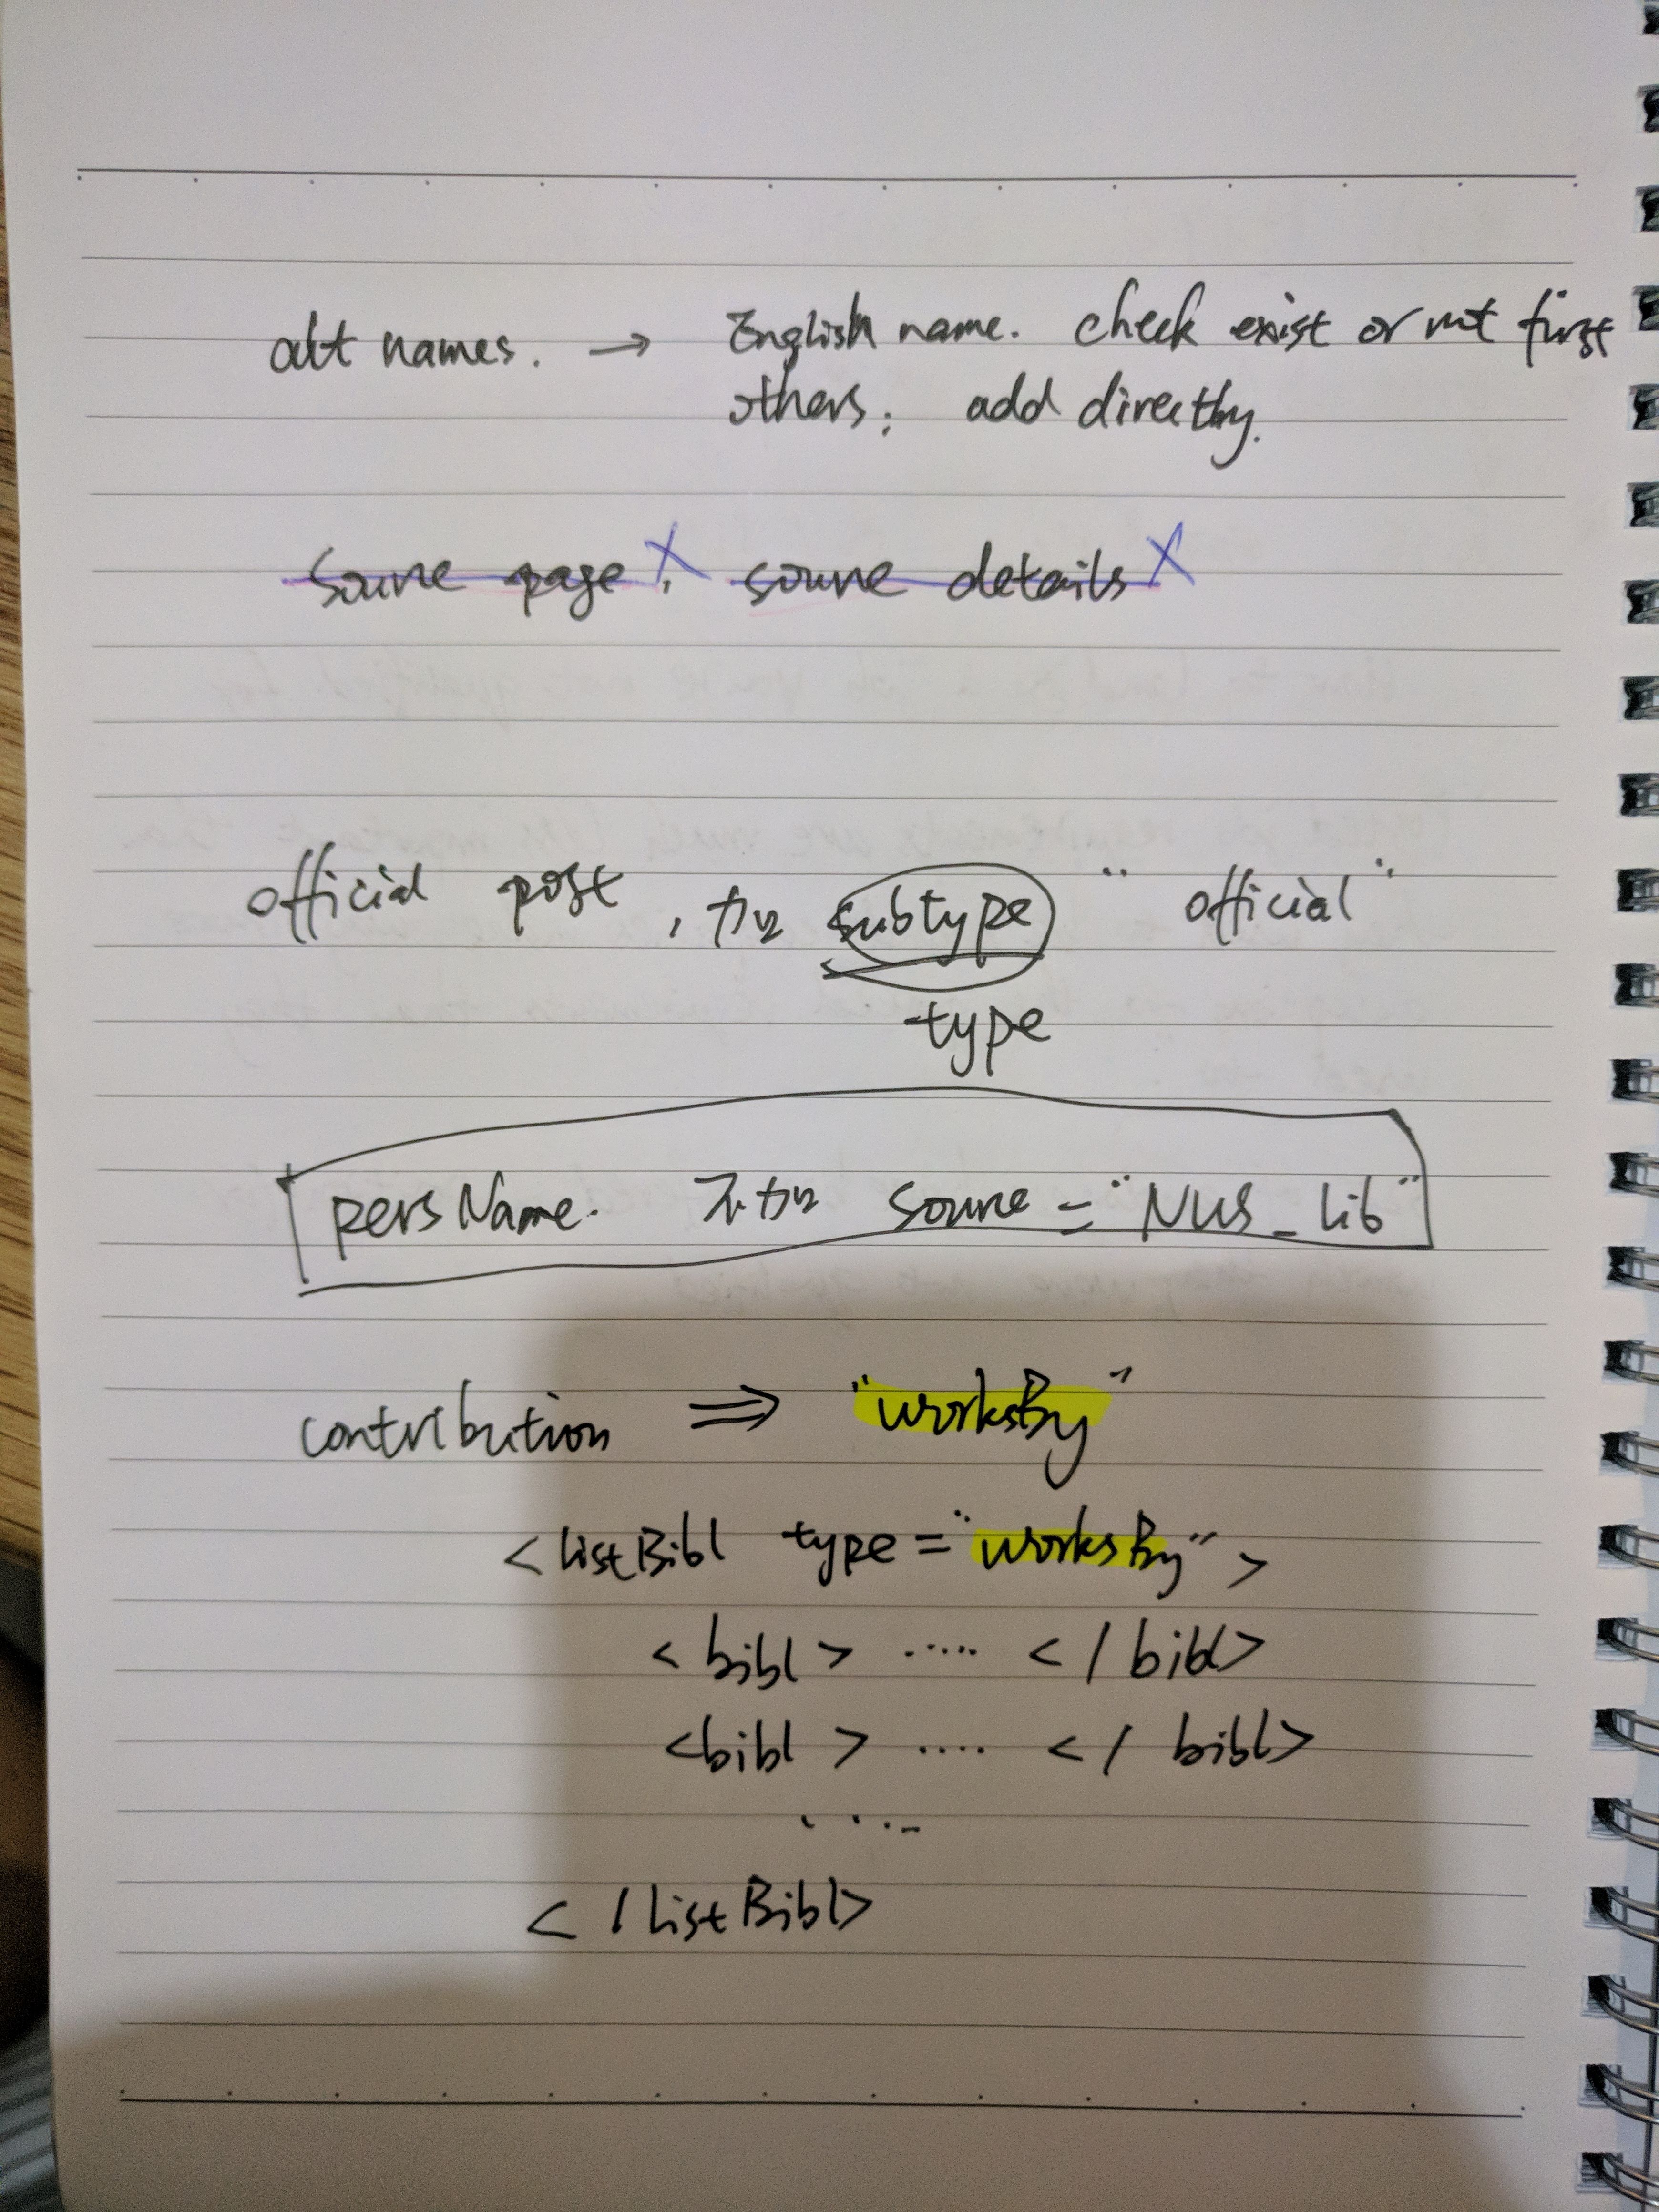 alt names. → English name. check exist or not first
others: add directly.
Source page X, source details X
official post, 加 subtype "official"
type
persName. 不加 source = "NUS_lib"
contribution ⇒ "worksBy"
<listBibl type = "worksBy">
<bibl> ..... </bibl>
<bibl> .... </bibl>
....
</listBibl>